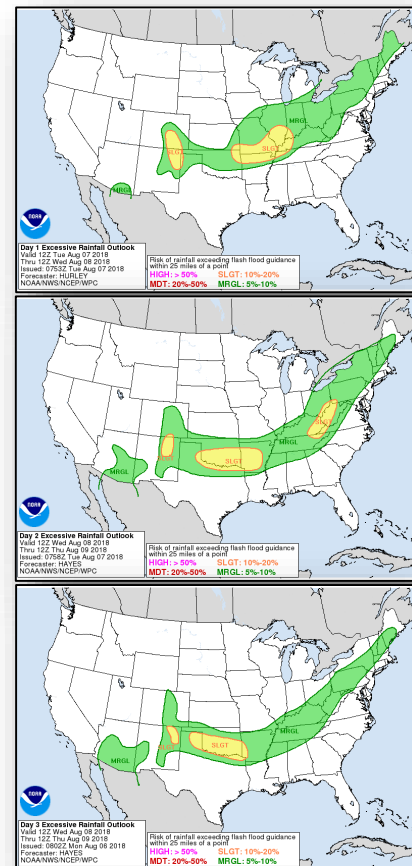 MRGL
SLGT
SLGT
MRGL
NOAA
Day 1 Excessive Rainfall Outlook
Valid 12Z Tue Aug 07 2018
Thru 12Z Wed Aug 08 2018
Issued: 0753Z Tue Aug 07 2018
Forecaster: HURLEY
NOAA/NWS/NCEP/WPC
Risk of rainfall exceeding flash flood guidance
within 25 miles of a point
HIGH: > 50% SLGT: 10%-20%
MDT: 20%-50% MRGL: 5%-10%
MRGL
SLGT
SLGT
MRGL
NOAA
Day 2 Excessive Rainfall Outlook
Valid 12Z Wed Aug 08 2018
Thru 12Z Thu Aug 09 2018
Issued: 0758Z Tue Aug 07 2018
Forecaster: HAYES
NOAA/NWS/NCEP/WPC
Risk of rainfall exceeding flash flood guidance
within 25 miles of a point
HIGH: > 50% SLGT: 10%-20%
MDT: 20%-50% MRGL: 5%-10%
SLGT
MRGL
MRGL
NOAA
Day 3 Excessive Rainfall Outlook
Valid 12Z Wed Aug 08 2018
Thru 12Z Thu Aug 09 2018
Issued: 0802Z Mon Aug 06 2018
Forecaster: HAYES
NOAA/NWS/NCEP/WPC
Risk of rainfall exceeding flash flood guidance
within 25 miles of a point
HIGH: > 50% SLGT: 10%-20%
MDT: 20%-50% MRGL: 5%-10%